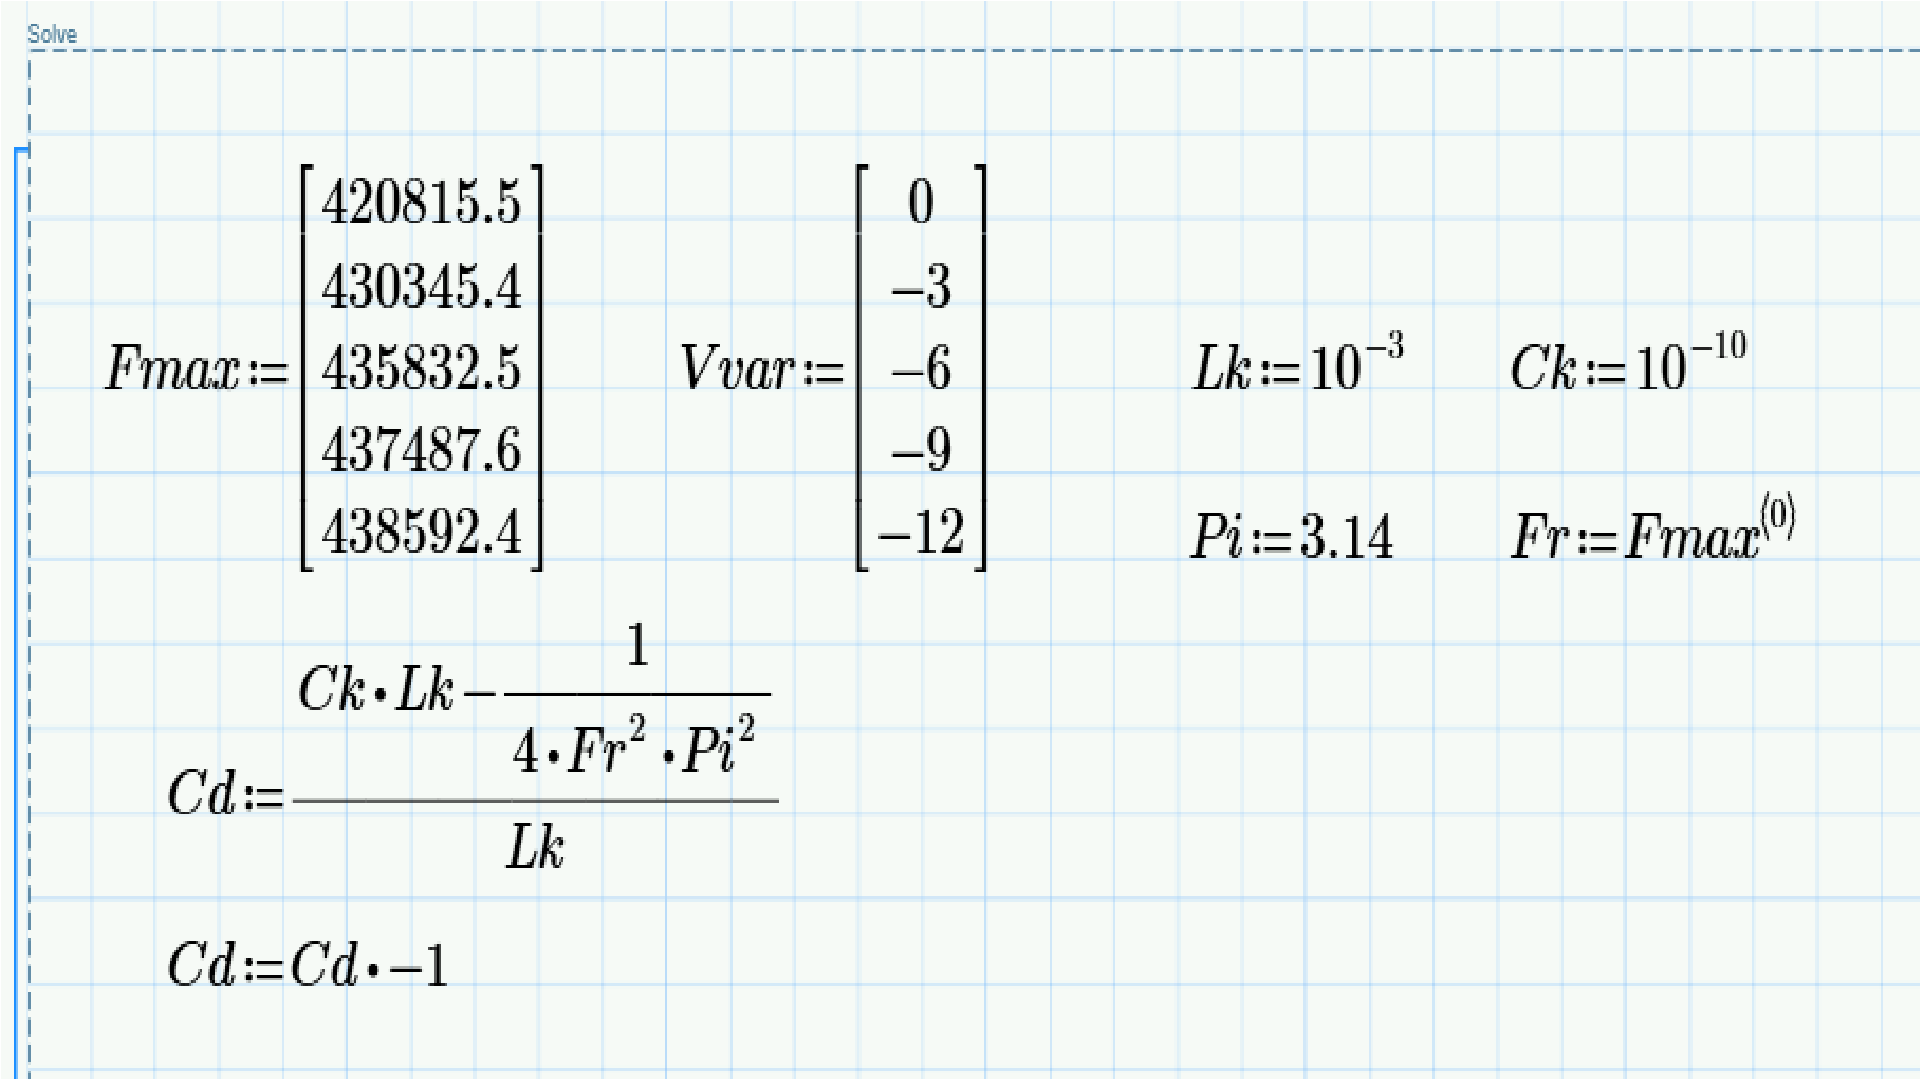 Solve
Fmax:=[420815.5 430345.4 435832.5 437487.6 438592.4] Vvar:=[0 −3 −6 −9 −12] Lk:=10^−3 Ck:=10^−10
Pi:=3.14 Fr:=Fmax^⟨0⟩
Cd:=(Ck•Lk−1/(4•Fr^2•Pi^2))/Lk
Cd:=Cd•−1